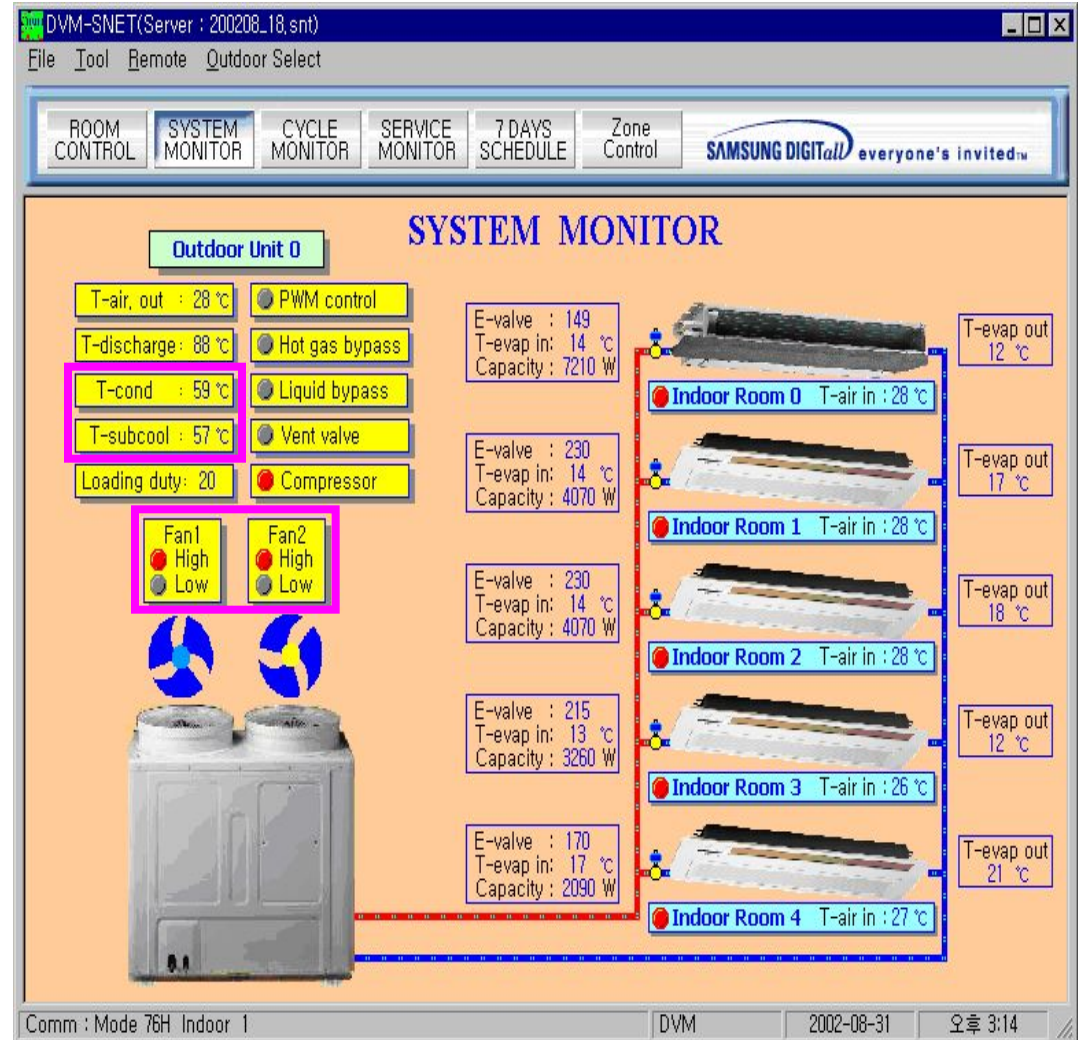 DVM-SNET(Server : 200208_18,snt)
File Tool Remote Outdoor Select
ROOM CONTROL
SYSTEM MONITOR
CYCLE MONITOR
SERVICE MONITOR
7 DAYS SCHEDULE
Zone Control
SAMSUNG DIGITall everyone's invited™
SYSTEM MONITOR
Outdoor Unit 0
T-air, out : 28 ℃
PWM control
T-discharge: 88 ℃
Hot gas bypass
T-cond : 59 ℃
Liquid bypass
T-subcool : 57 ℃
Vent valve
Loading duty: 20
Compressor
Fan1
High
Low
Fan2
High
Low
E-valve : 149
T-evap in: 14 ℃
Capacity : 7210 W
T-evap out
12 ℃
Indoor Room 0 T-air in : 28 ℃
E-valve : 230
T-evap in: 14 ℃
Capacity : 4070 W
T-evap out
17 ℃
Indoor Room 1 T-air in : 28 ℃
E-valve : 230
T-evap in: 14 ℃
Capacity : 4070 W
T-evap out
18 ℃
Indoor Room 2 T-air in : 28 ℃
E-valve : 215
T-evap in: 13 ℃
Capacity : 3260 W
T-evap out
12 ℃
Indoor Room 3 T-air in : 26 ℃
E-valve : 170
T-evap in: 17 ℃
Capacity : 2090 W
T-evap out
21 ℃
Indoor Room 4 T-air in : 27 ℃
Comm : Mode 76H Indoor 1
DVM
2002-08-31
오후 3:14